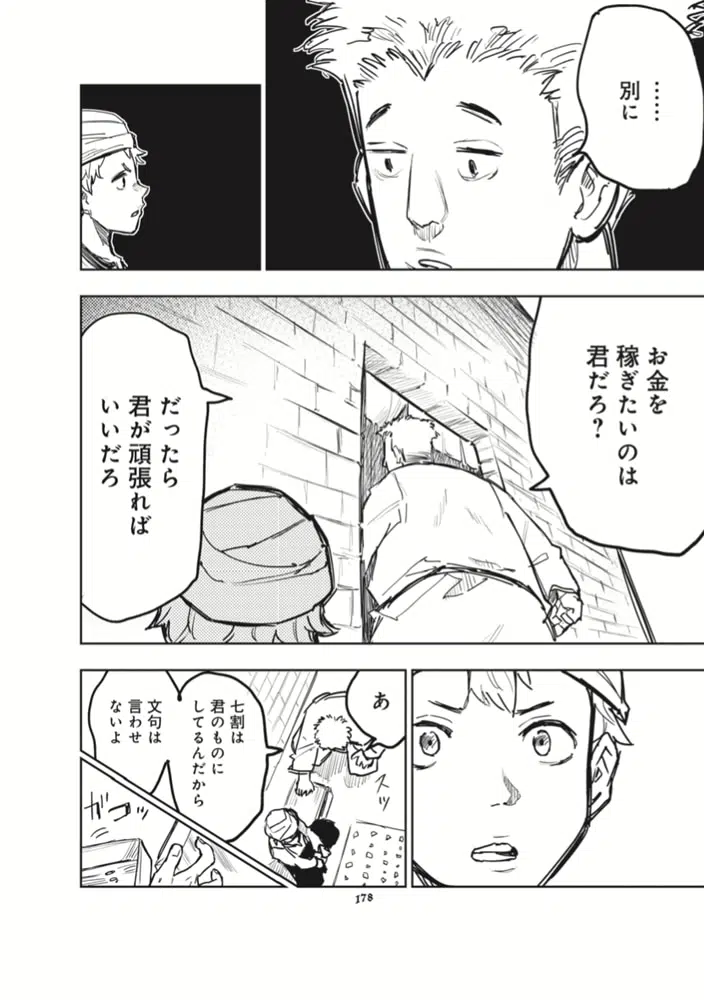 ……
別に
お金を
稼ぎたいのは
君だろ?
だったら
君が頑張れば
いいだろ
あ
スッ
七割は
君のものに
してるんだから
文句は
言わせ
ないよ
ガコッ
178